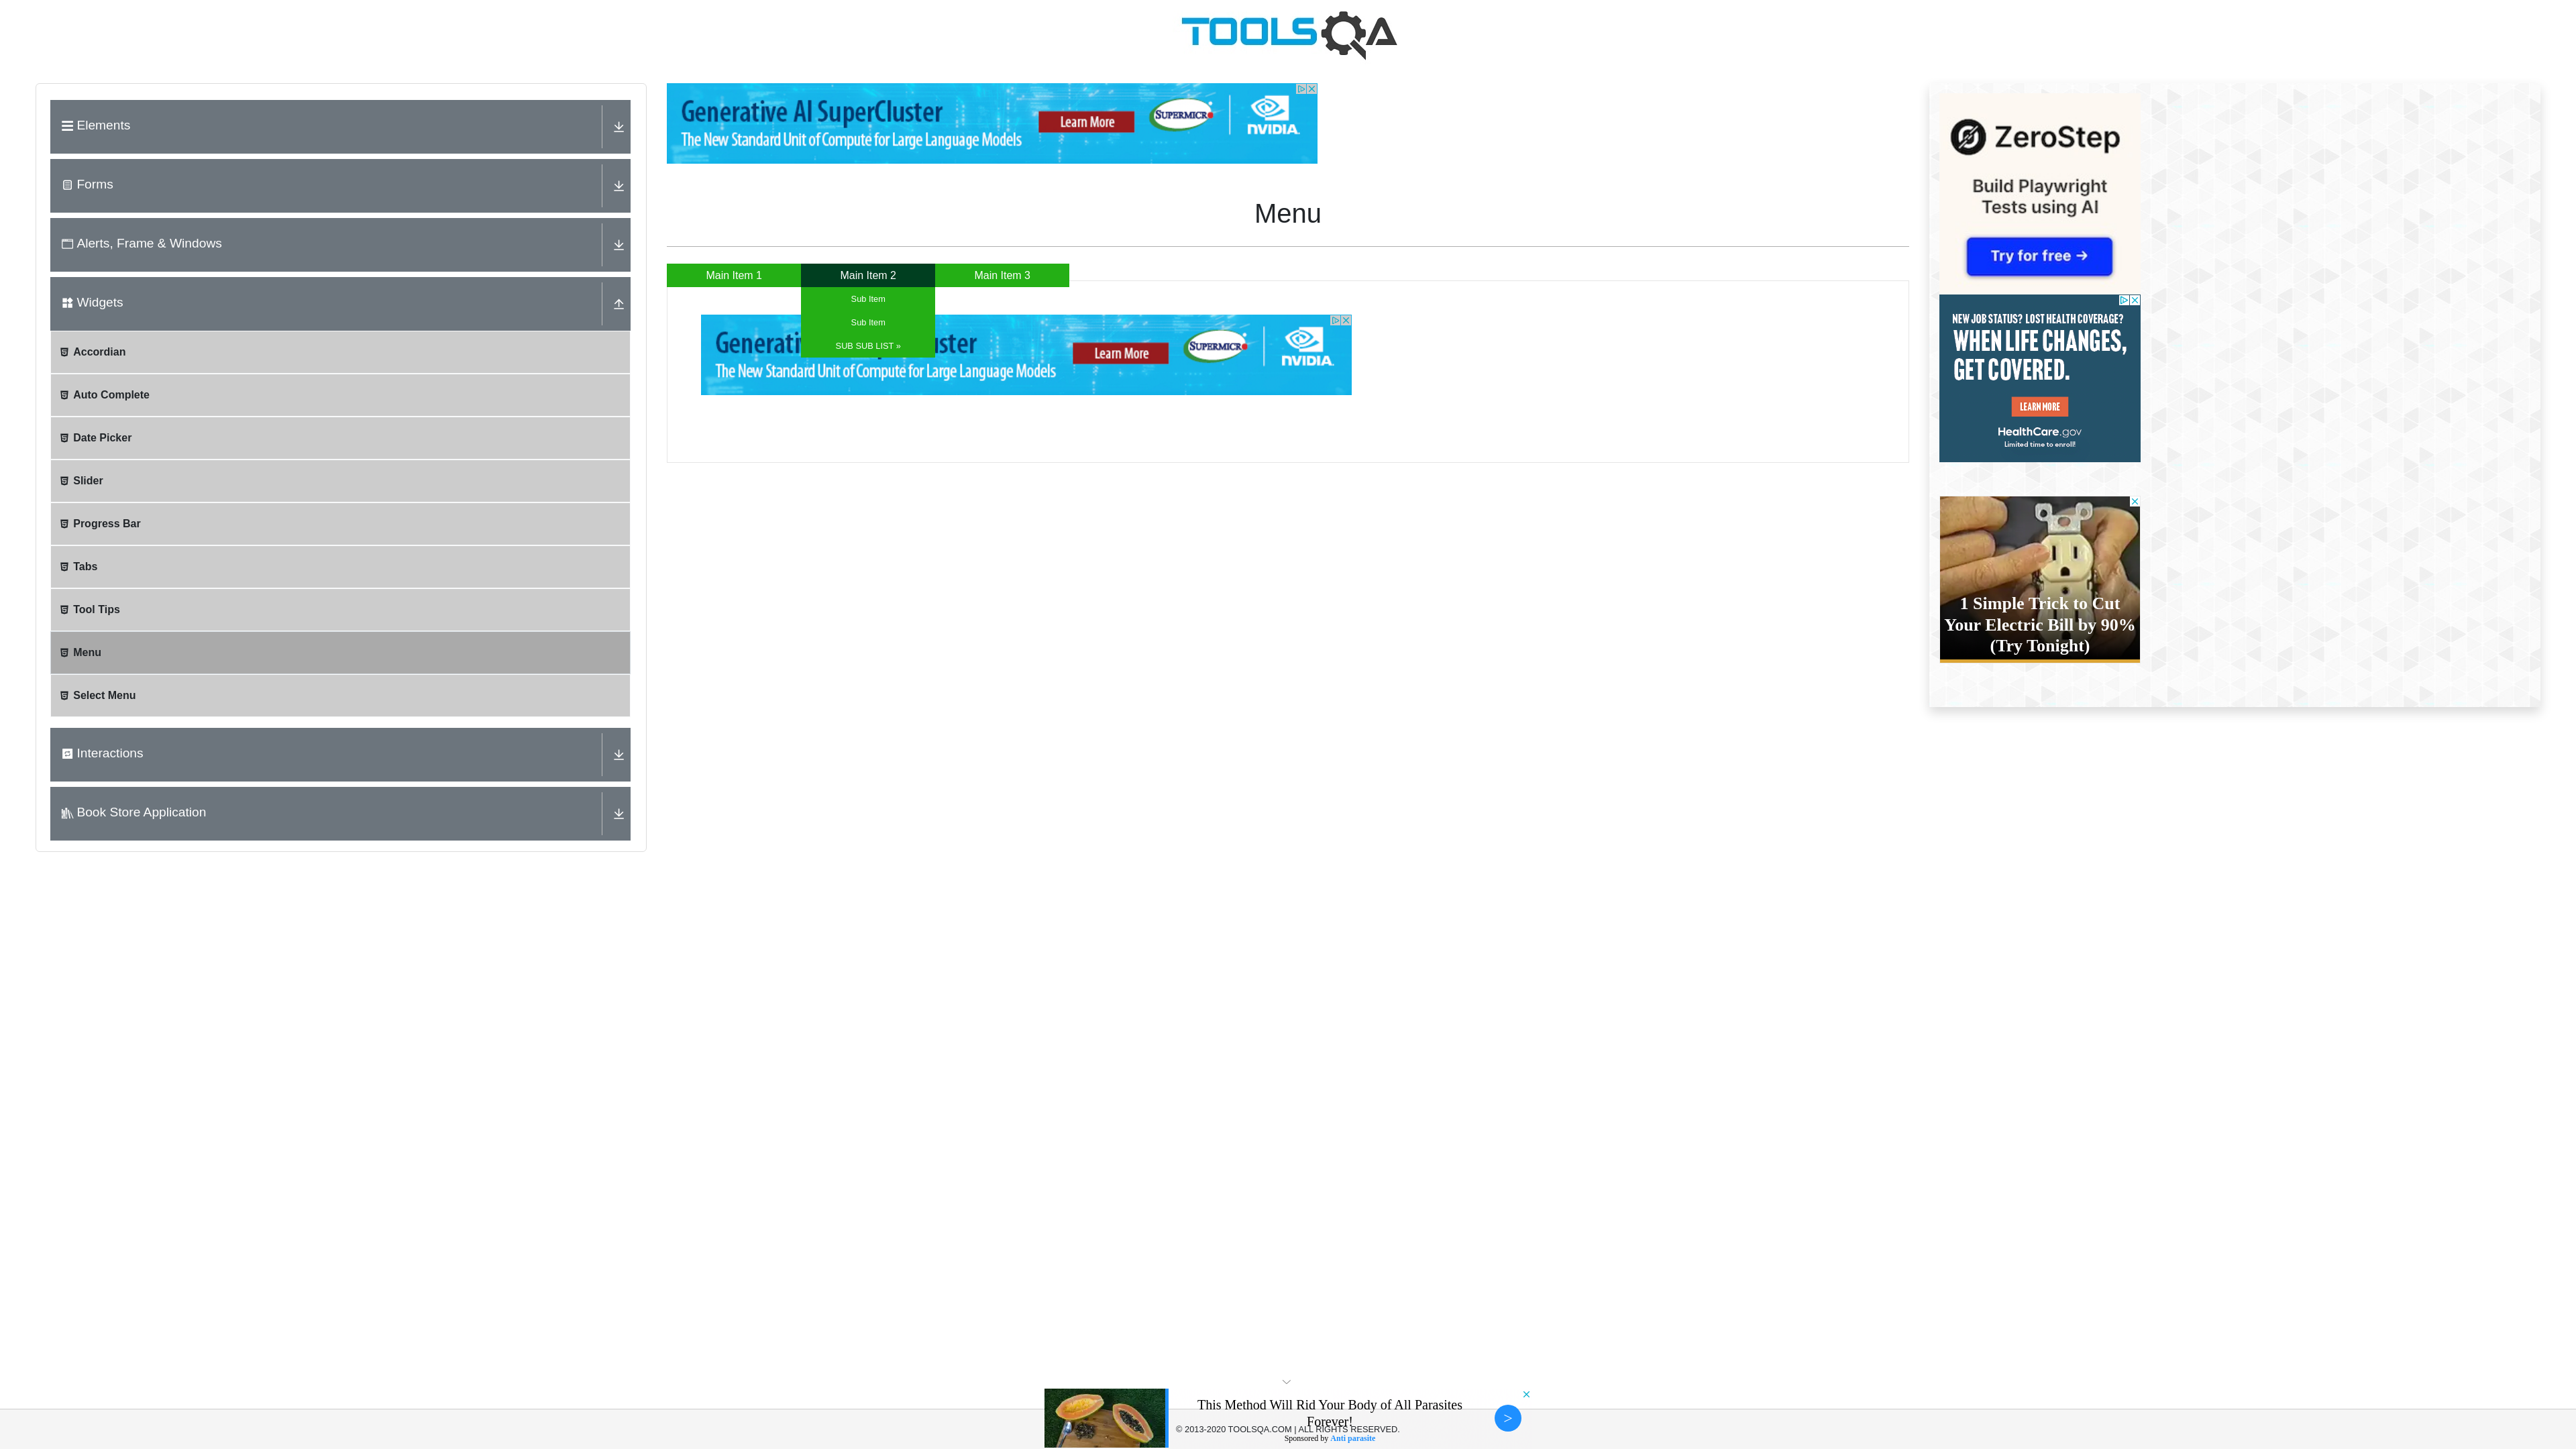 TOOLSQA
Elements
Forms
Alerts, Frame & Windows
Widgets
Accordian
Auto Complete
Date Picker
Slider
Progress Bar
Tabs
Tool Tips
Menu
Select Menu
Interactions
Book Store Application
Generative AI SuperCluster
The New Standard Unit of Compute for Large Language Models
Learn More
SUPERMICR
NVIDIA.
Menu
Main Item 1
Main Item 2
Main Item 3
Sub Item
Sub Item
SUB SUB LIST »
The New Standard Unit of Compute for Large Language Models
Learn More
SUPERMICR
NVIDIA.
ZeroStep
Build Playwright
Tests using AI
Try for free →
NEW JOB STATUS? LOST HEALTH COVERAGE?
WHEN LIFE CHANGES,
GET COVERED.
LEARN MORE
HealthCare.gov
Limited time to enroll!
1 Simple Trick to Cut
Your Electric Bill by 90%
(Try Tonight)
This Method Will Rid Your Body of All Parasites
Forever!
© 2013-2020 TOOLSQA.COM | ALL RIGHTS RESERVED.
Sponsored by Anti parasite